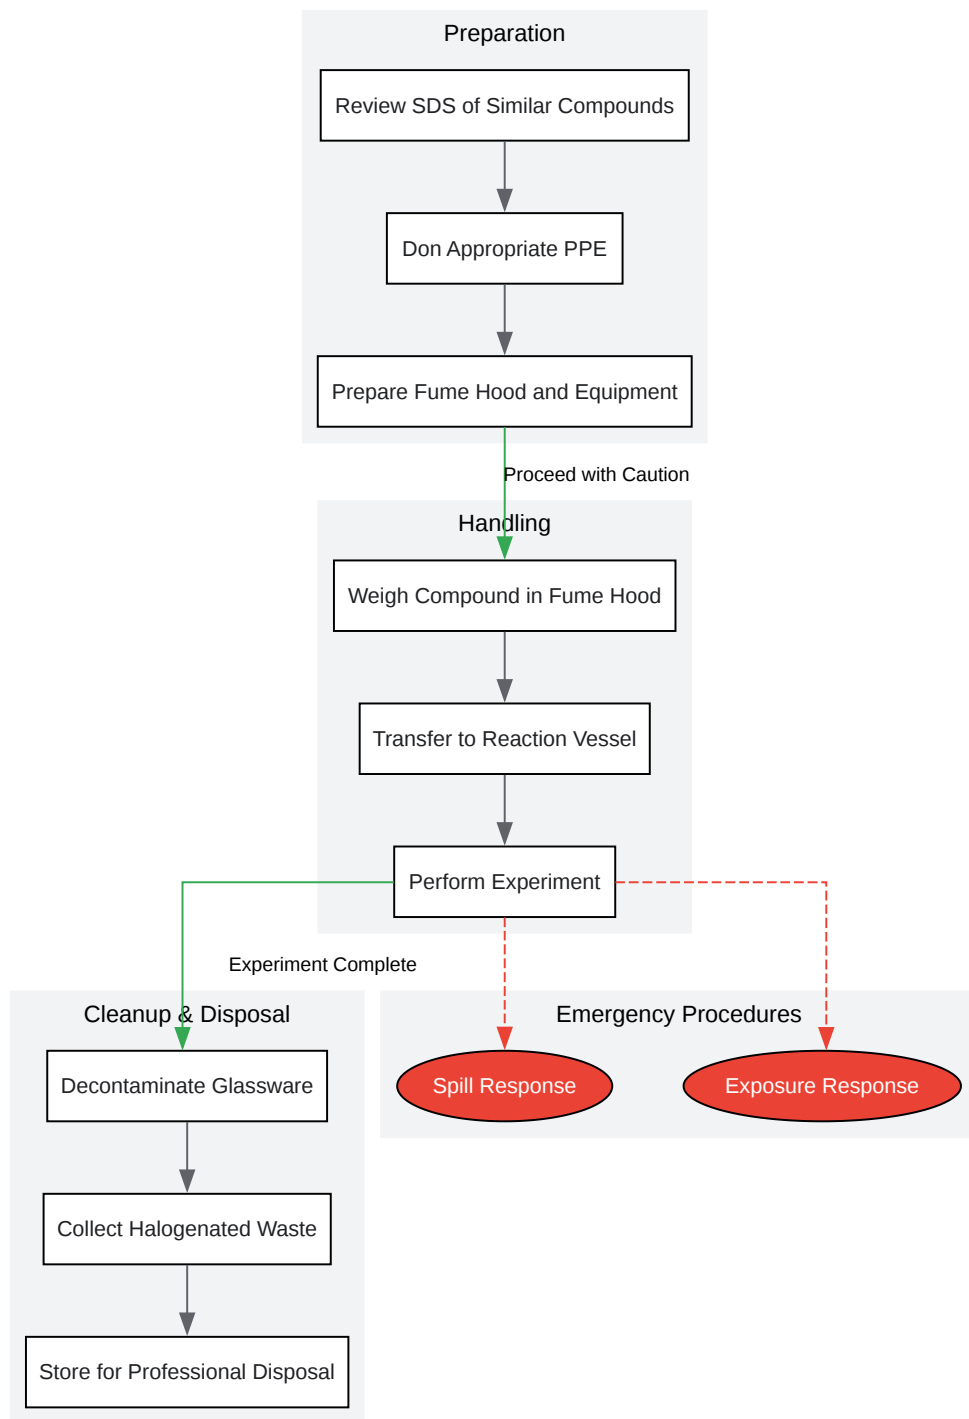 Preparation
Review SDS of Similar Compounds
Don Appropriate PPE
Prepare Fume Hood and Equipment
Proceed with Caution
Handling
Weigh Compound in Fume Hood
Transfer to Reaction Vessel
Perform Experiment
Experiment Complete
Cleanup & Disposal
Decontaminate Glassware
Collect Halogenated Waste
Store for Professional Disposal
Emergency Procedures
Spill Response
Exposure Response